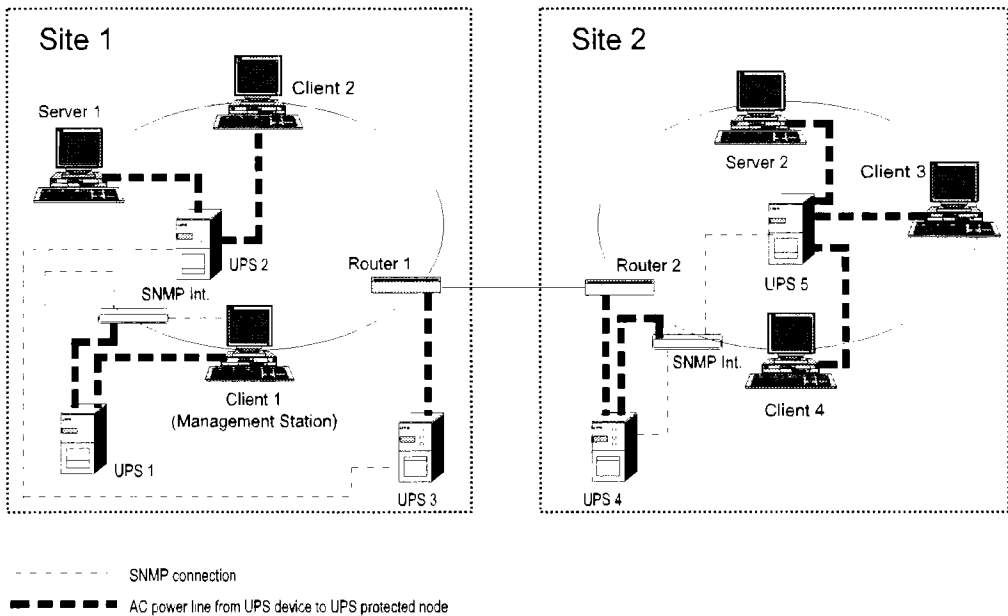 Site 1
Site 2
Client 2
Server 1
Server 2
Client 3
UPS 2
Router 1
Router 2
UPS 5
SNMP Int.
SNMP Int.
Client 1
(Management Station)
Client 4
UPS 1
UPS 3
UPS 4
SNMP connection
AC power line from UPS device to UPS protected node